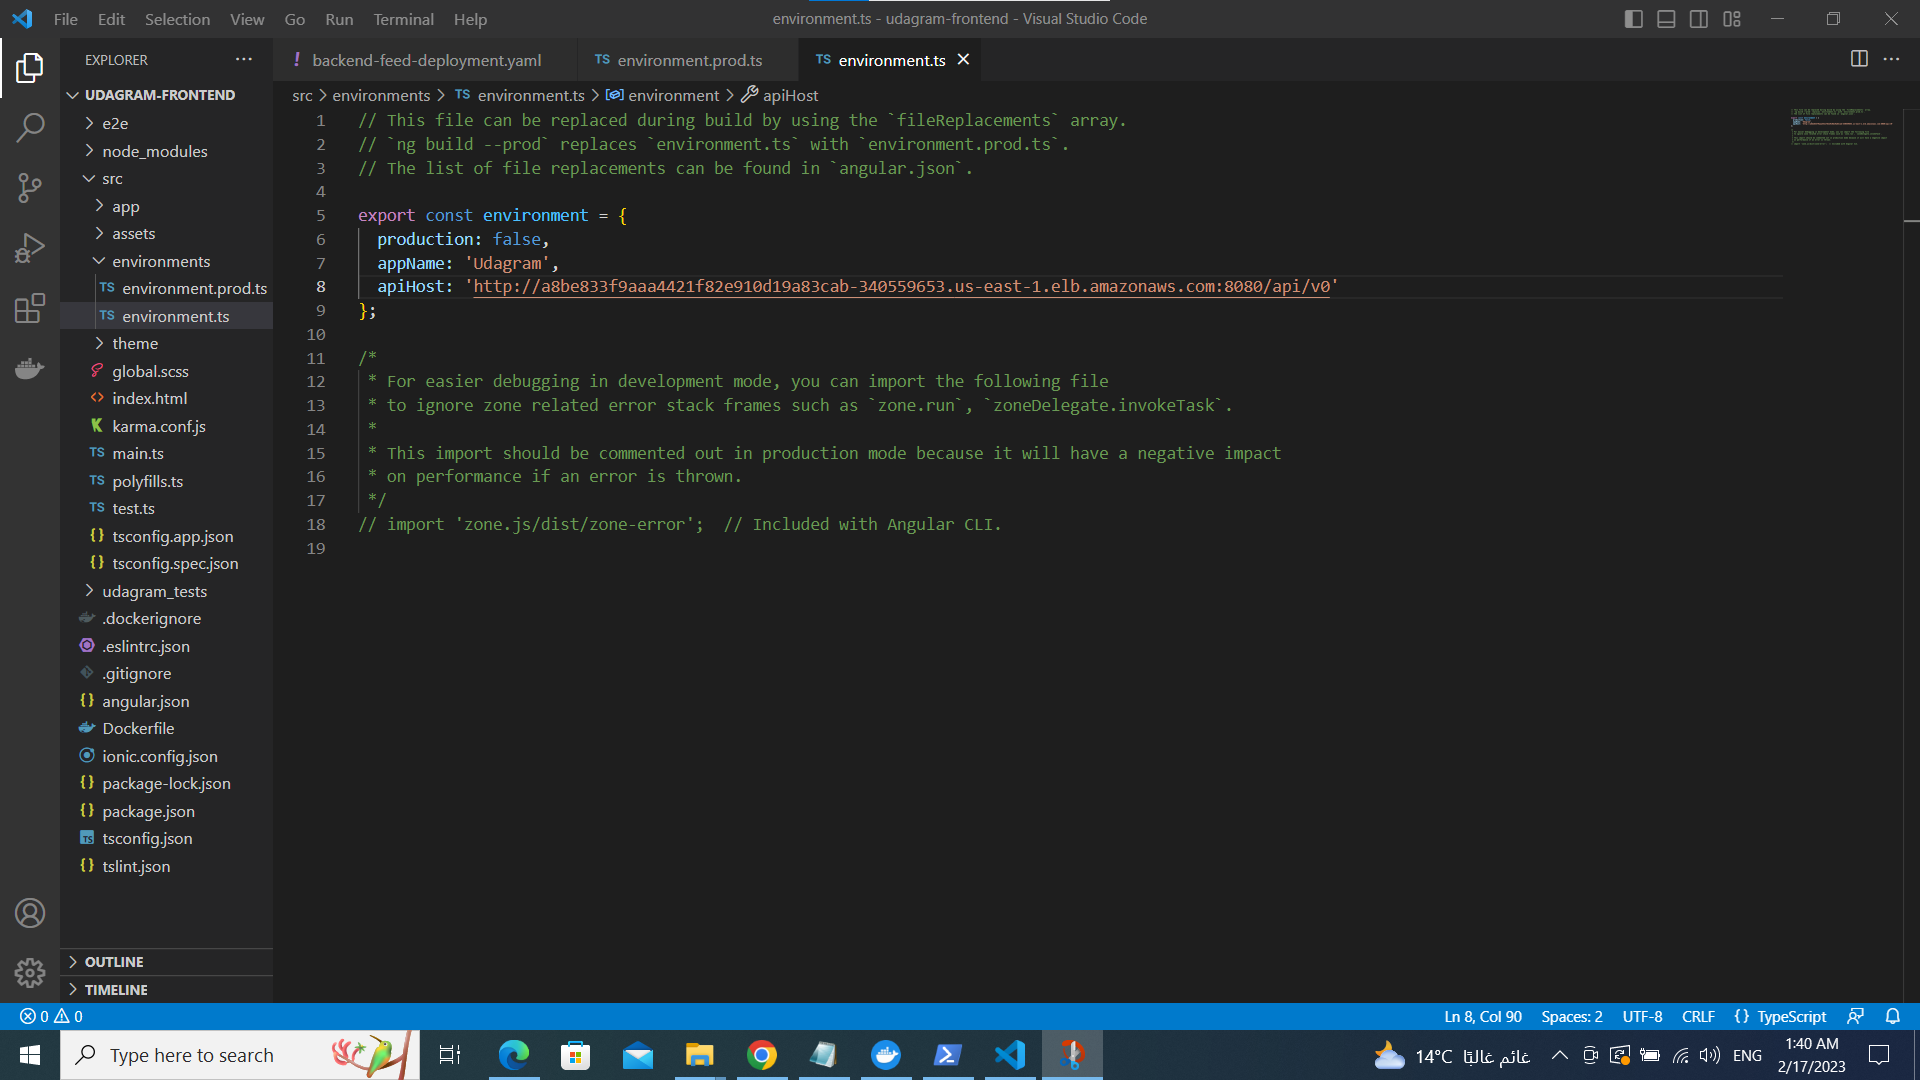 File Edit Selection View Go Run Terminal Help
environment.ts - udagram-frontend - Visual Studio Code
EXPLORER
UDAGRAM-FRONTEND
e2e
node_modules
src
app
assets
environments
TS environment.prod.ts
TS environment.ts
theme
global.scss
index.html
karma.conf.js
TS main.ts
TS polyfills.ts
TS test.ts
{} tsconfig.app.json
{} tsconfig.spec.json
udagram_tests
.dockerignore
.eslintrc.json
.gitignore
{} angular.json
Dockerfile
ionic.config.json
{} package-lock.json
{} package.json
TS tsconfig.json
{} tslint.json
OUTLINE
TIMELINE
! backend-feed-deployment.yaml
TS environment.prod.ts
TS environment.ts
src > environments > TS environment.ts > environment > apiHost
1 // This file can be replaced during build by using the `fileReplacements` array.
2 // `ng build --prod` replaces `environment.ts` with `environment.prod.ts`.
3 // The list of file replacements can be found in `angular.json`.
4
5 export const environment = {
6 production: false,
7 appName: 'Udagram',
8 apiHost: 'http://a8be833f9aaa4421f82e910d19a83cab-340559653.us-east-1.elb.amazonaws.com:8080/api/v0'
9 };
10
11 /*
12 * For easier debugging in development mode, you can import the following file
13 * to ignore zone related error stack frames such as `zone.run`, `zoneDelegate.invokeTask`.
14 *
15 * This import should be commented out in production mode because it will have a negative impact
16 * on performance if an error is thrown.
17 */
18 // import 'zone.js/dist/zone-error';  // Included with Angular CLI.
19
0 0
Ln 8, Col 90 Spaces: 2 UTF-8 CRLF {} TypeScript
Type here to search
14°C غائم غالبًا
ENG
1:40 AM
2/17/2023